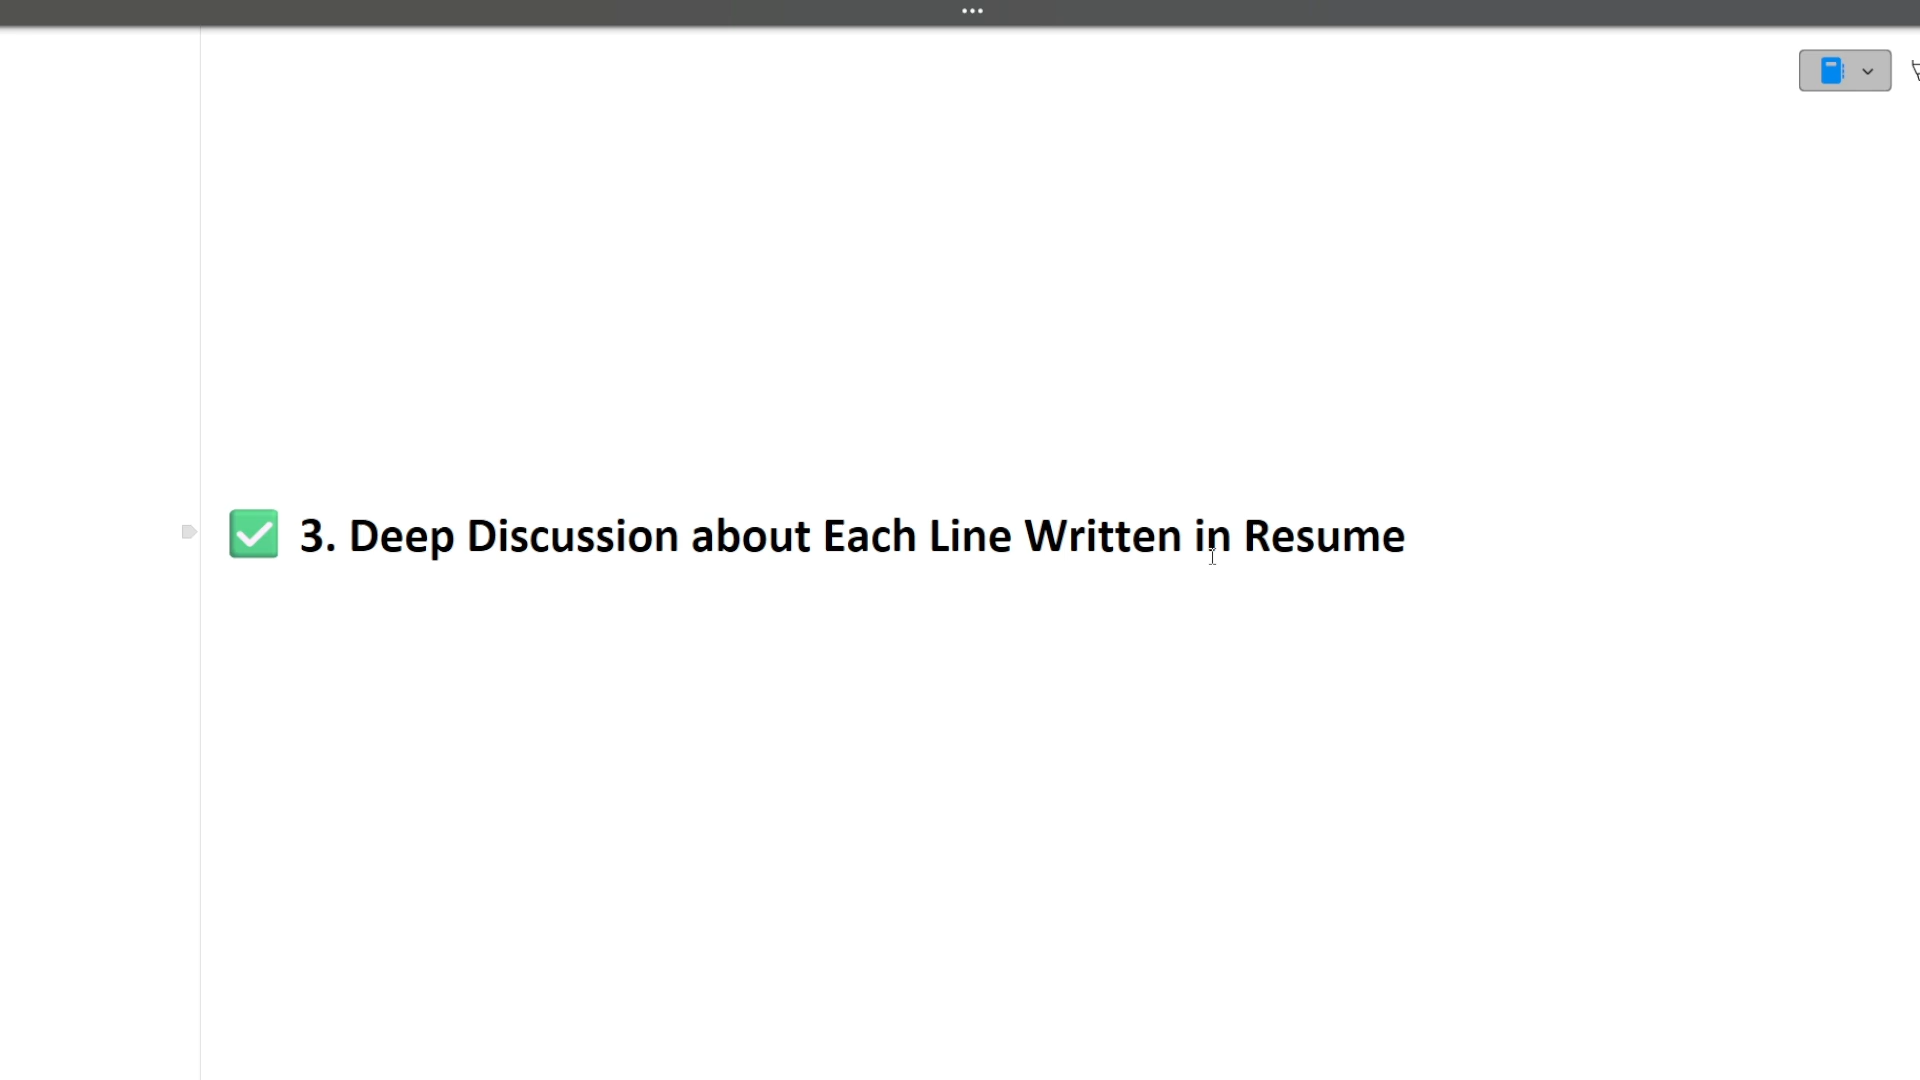 ✅ 3. Deep Discussion about Each Line Written in Resume